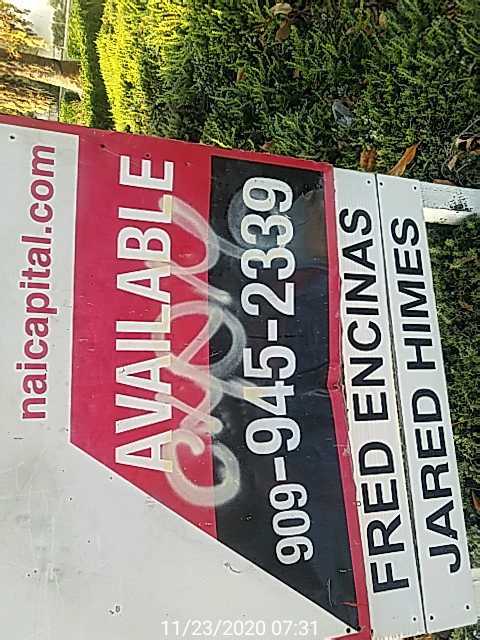 naicapital.com
AVAILABLE
909-945-2339
FRED ENCINAS
JARED HIMES
11/23/2020 07:31